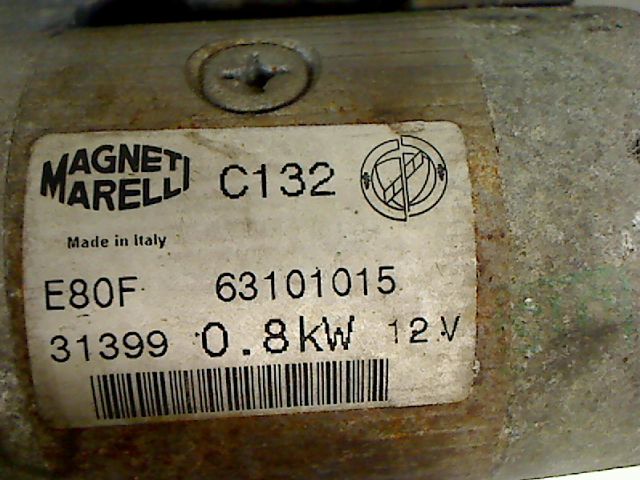 MAGNETI
MARELLI
C132
Made in Italy
E80F 63101015
31399 0.8kW 12V